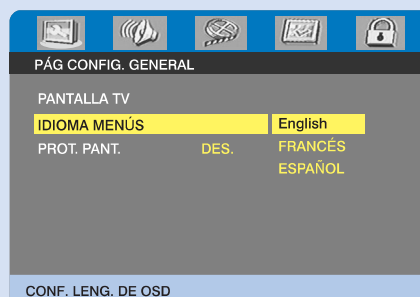 PÁG CONFIG. GENERAL
PANTALLA TV
IDIOMA MENÚS English
PROT. PANT. DES. FRANCÉS
ESPAÑOL
CONF. LENG. DE OSD